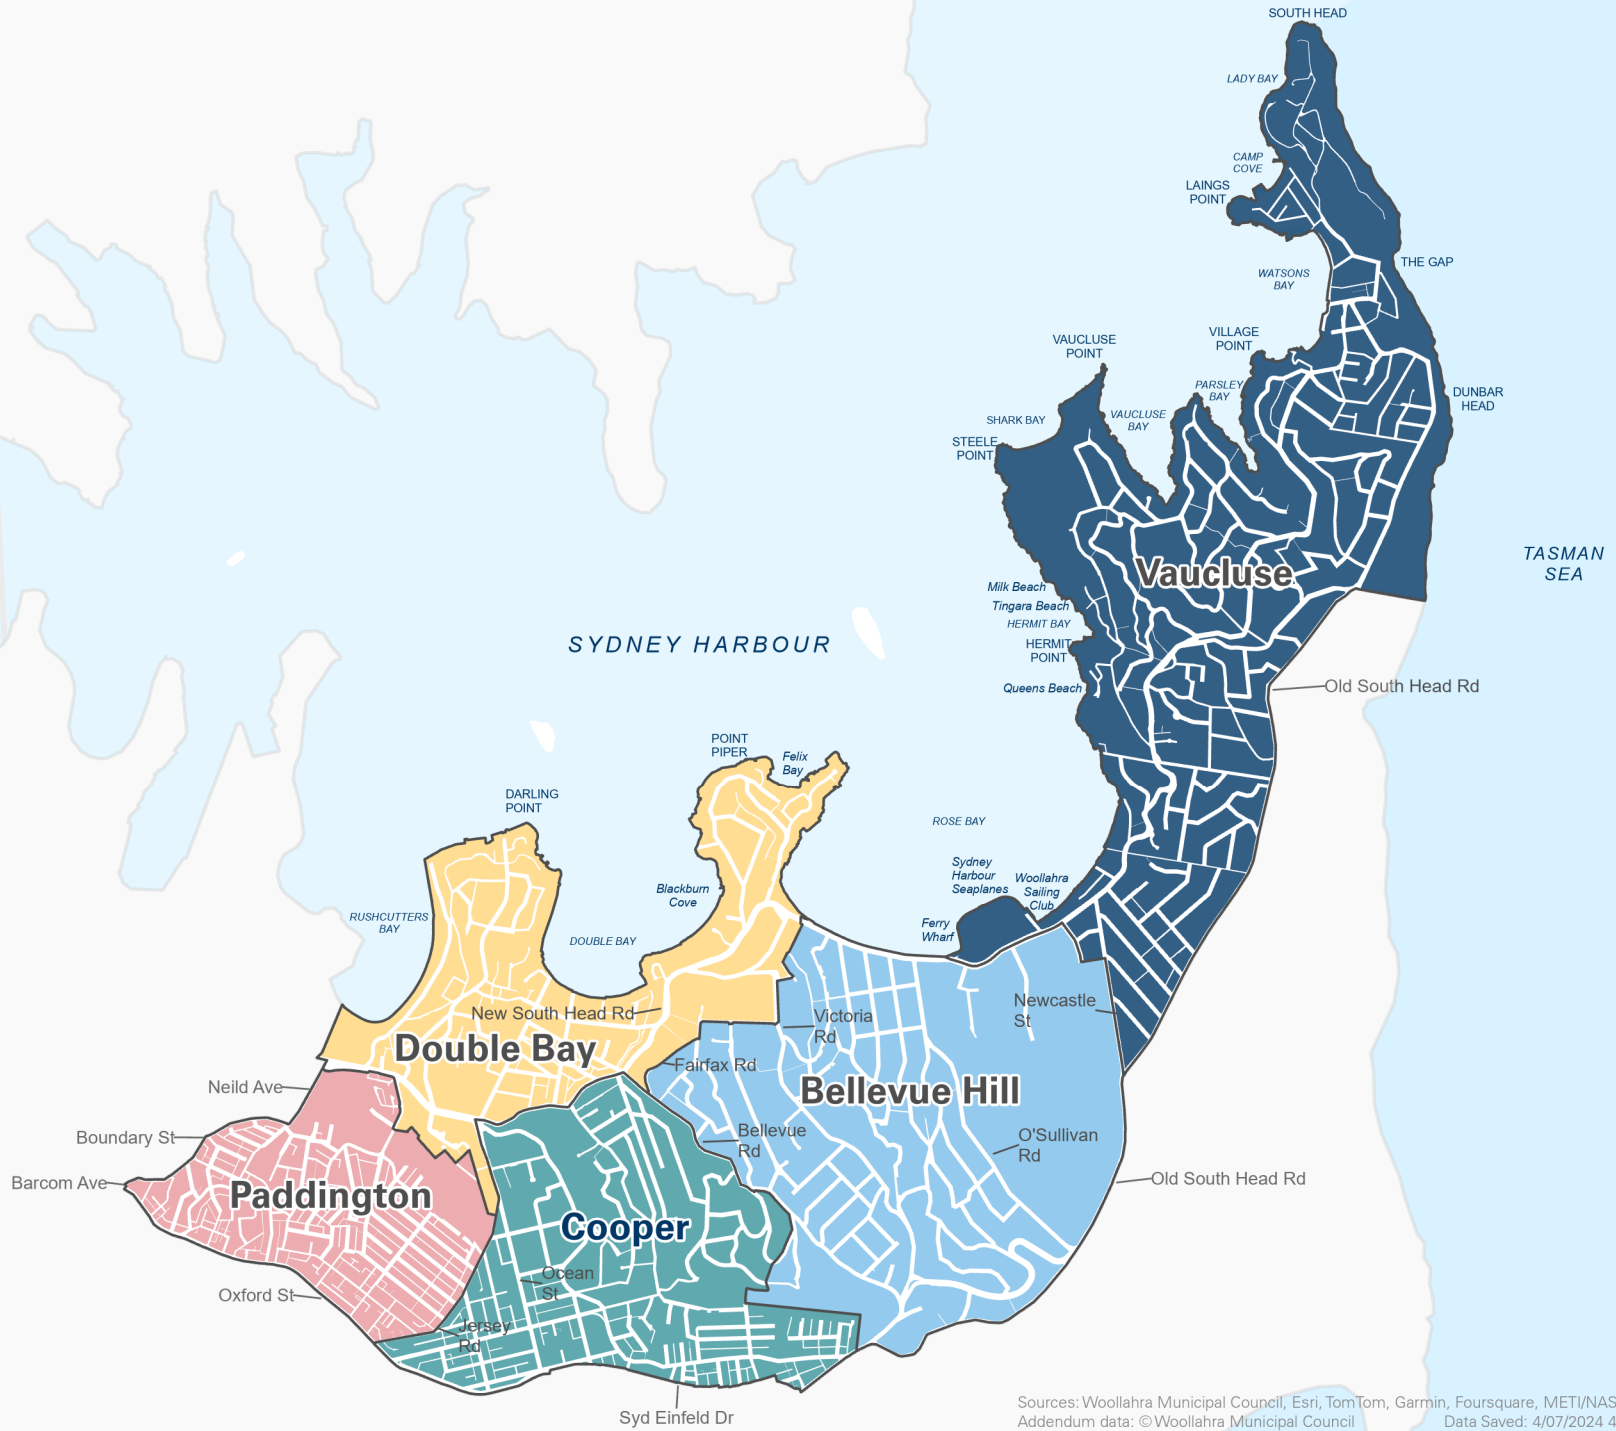 SOUTH HEAD
LADY BAY
CAMP
COVE
LAINGS
POINT
THE GAP
WATSONS
BAY
VILLAGE
POINT
VAUCLUSE
POINT
PARSLEY
BAY
DUNBAR
HEAD
SHARK BAY
VAUCLUSE
BAY
STEELE
POINT
TASMAN
SEA
Vaucluse
Milk Beach
Tingara Beach
HERMIT BAY
HERMIT
POINT
Queens Beach
SYDNEY HARBOUR
Old South Head Rd
POINT
PIPER
Felix
Bay
DARLING
POINT
ROSE BAY
Sydney
Harbour
Seaplanes
Woollahra
Sailing
Club
Blackburn
Cove
RUSHCUTTERS
BAY
DOUBLE BAY
Ferry
Wharf
New South Head Rd
Victoria
Rd
Newcastle
St
Double Bay
Fairfax Rd
Bellevue Hill
Neild Ave
Boundary St
Bellevue
Rd
O'Sullivan
Rd
Barcom Ave
Paddington
Old South Head Rd
Cooper
Ocean
St
Oxford St
Jersey
Rd
Syd Einfeld Dr
Sources: Woollahra Municipal Council, Esri, TomTom, Garmin, Foursquare, METI/NAS
Addendum data: © Woollahra Municipal Council Data Saved: 4/07/2024 4